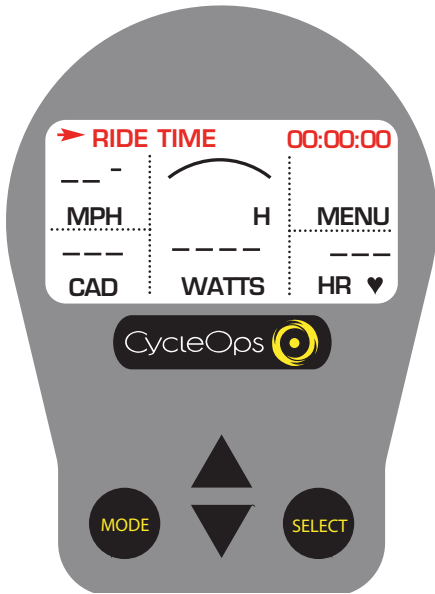 RIDE TIME 00:00:00
-- -
MPH H MENU
--- ---- ---
CAD WATTS HR ♥
CycleOps
MODE SELECT